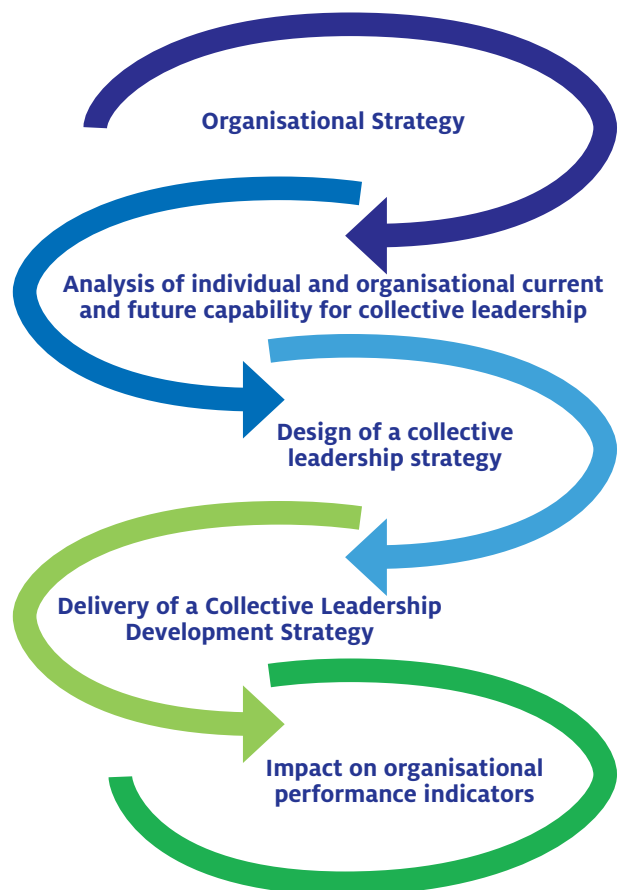 Organisational Strategy
Analysis of individual and organisational current
and future capability for collective leadership
Design of a collective
leadership strategy
Delivery of a Collective Leadership
Development Strategy
Impact on organisational
performance indicators